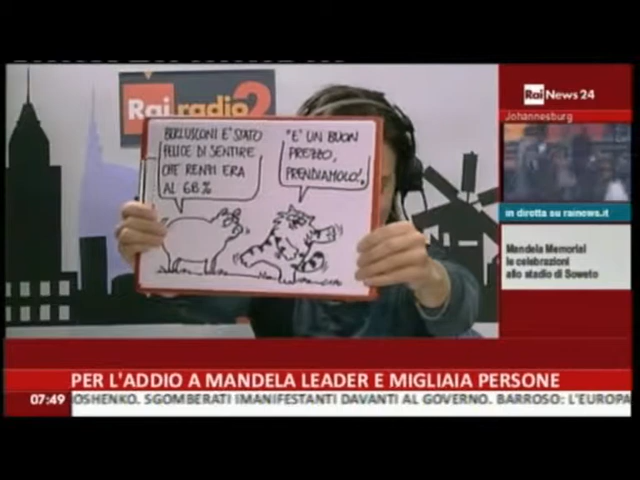 Rai radio2
BERLUSCONI E' STATO
FELICE DI SENTIRE
CHE RENZI ERA
AL 68%
"E' UN BUON
PREZZO,
PRENDIAMOLO!"
Rai News 24
Johannesburg
in diretta su rainews.it
Mandela Memorial
le celebrazioni
allo stadio di Soweto
PER L'ADDIO A MANDELA LEADER E MIGLIAIA PERSONE
07:49
OSHENKO. SGOMBERATI I MANIFESTANTI DAVANTI AL GOVERNO. BARROSO: L'EUROPA